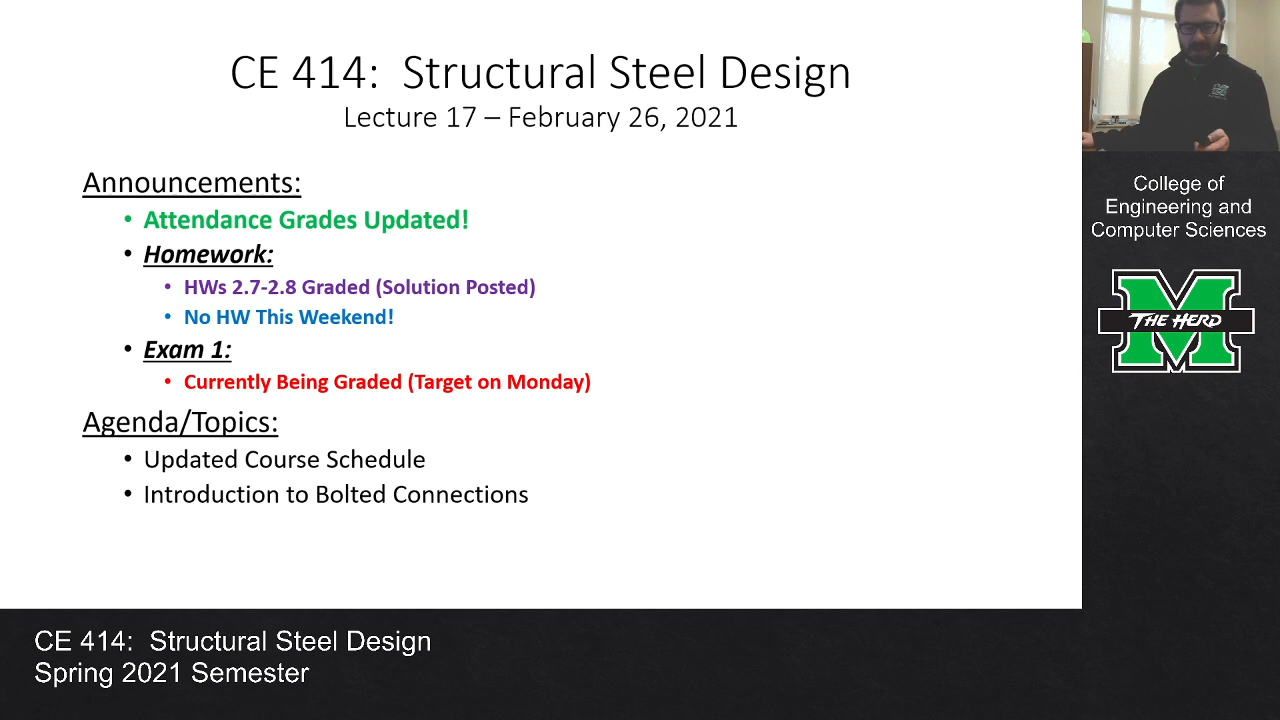 CE 414:  Structural Steel Design
Lecture 17 – February 26, 2021
Announcements:
• Attendance Grades Updated!
• Homework:
• HWs 2.7-2.8 Graded (Solution Posted)
• No HW This Weekend!
• Exam 1:
• Currently Being Graded (Target on Monday)
Agenda/Topics:
• Updated Course Schedule
• Introduction to Bolted Connections
College of
Engineering and
Computer Sciences
THE HERD
CE 414:  Structural Steel Design
Spring 2021 Semester